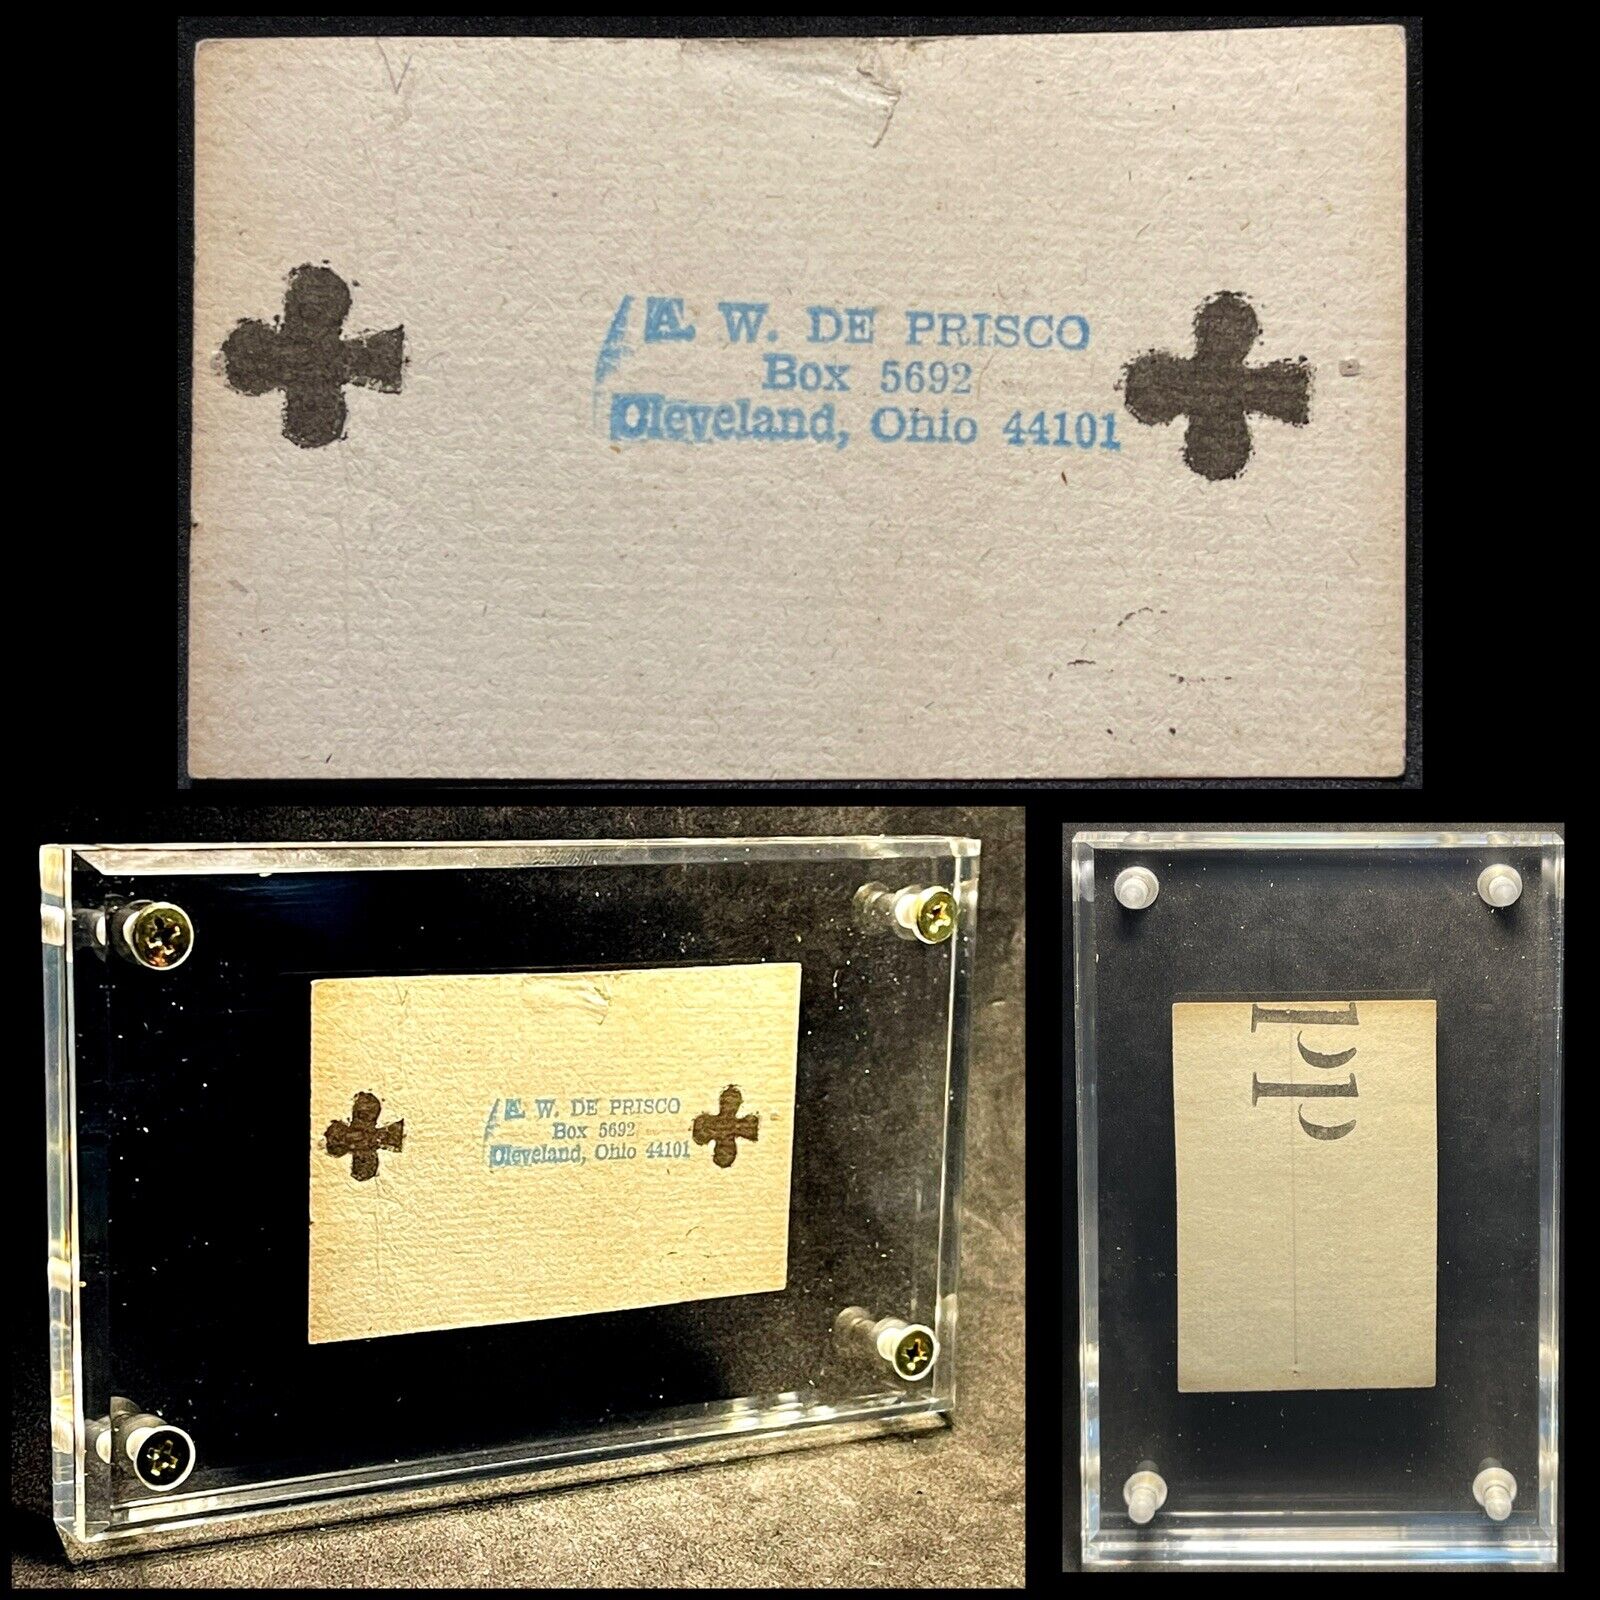 A. W. DE PRISCO
Box 5692
Cleveland, Ohio 44101
A. W. DE PRISCO
Box 5692
Cleveland, Ohio 44101